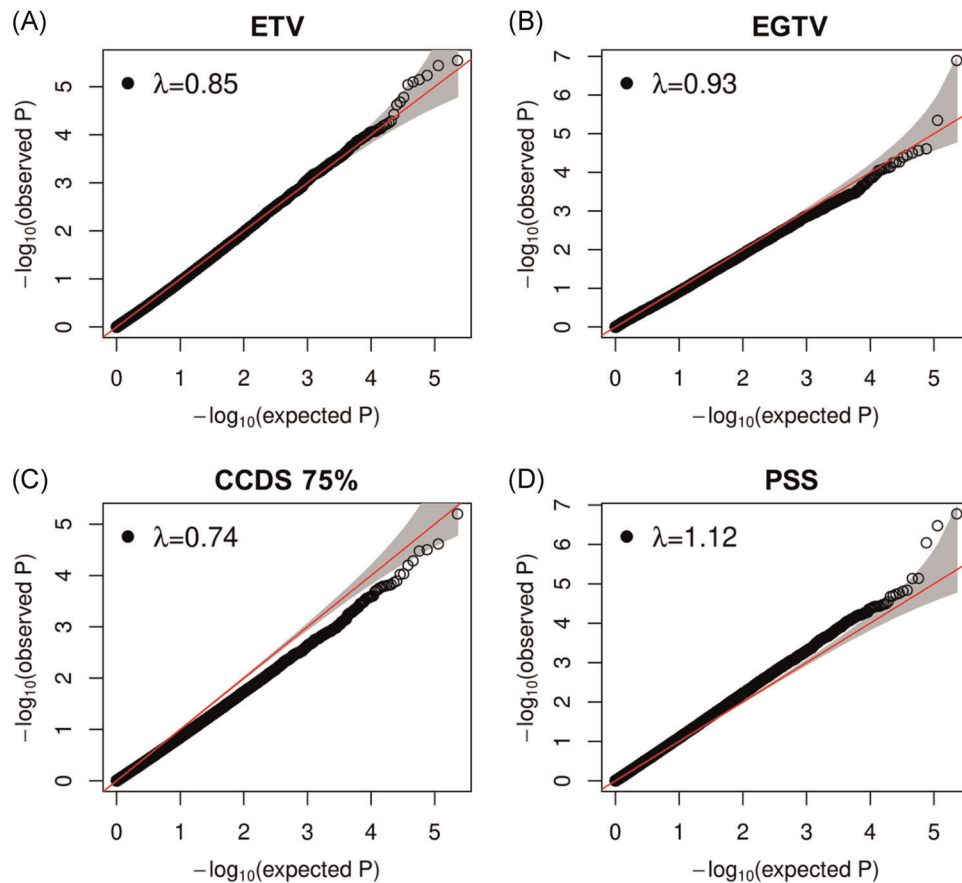 (A) ETV
λ=0.85
−log10(observed P)
0 1 2 3 4 5
0 1 2 3 4 5
−log10(expected P)
(B) EGTV
λ=0.93
−log10(observed P)
0 1 2 3 4 5 6 7
0 1 2 3 4 5
−log10(expected P)
(C) CCDS 75%
λ=0.74
−log10(observed P)
0 1 2 3 4 5
0 1 2 3 4 5
−log10(expected P)
(D) PSS
λ=1.12
−log10(observed P)
0 1 2 3 4 5 6 7
0 1 2 3 4 5
−log10(expected P)